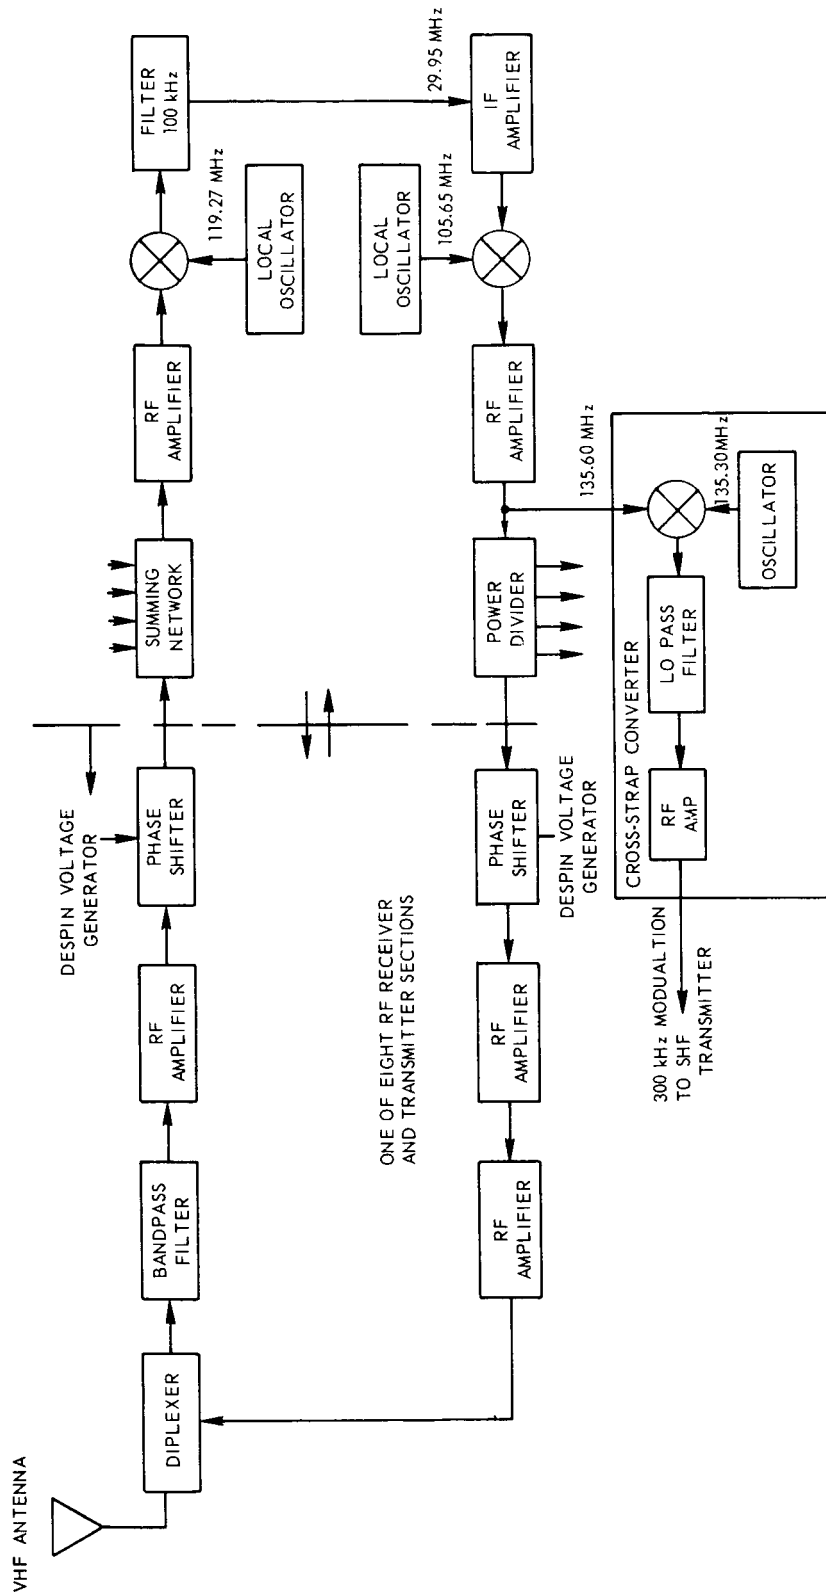 VHF ANTENNA
DIPLEXER
BANDPASS
FILTER
RF
AMPLIFIER
DESPIN VOLTAGE
GENERATOR
PHASE
SHIFTER
SUMMING
NETWORK
RF
AMPLIFIER
119.27 MHz
LOCAL
OSCILLATOR
FILTER
100 kHz
29.95 MHz
IF
AMPLIFIER
LOCAL
OSCILLATOR
105.65 MHz
RF
AMPLIFIER
135.60 MHz
POWER
DIVIDER
PHASE
SHIFTER
DESPIN VOLTAGE
GENERATOR
ONE OF EIGHT RF RECEIVER
AND TRANSMITTER SECTIONS
RF
AMPLIFIER
RF
AMPLIFIER
CROSS-STRAP CONVERTER
135.30MHz
OSCILLATOR
LO PASS
FILTER
RF
AMP
300 kHz MODUALTION
TO SHF
TRANSMITTER